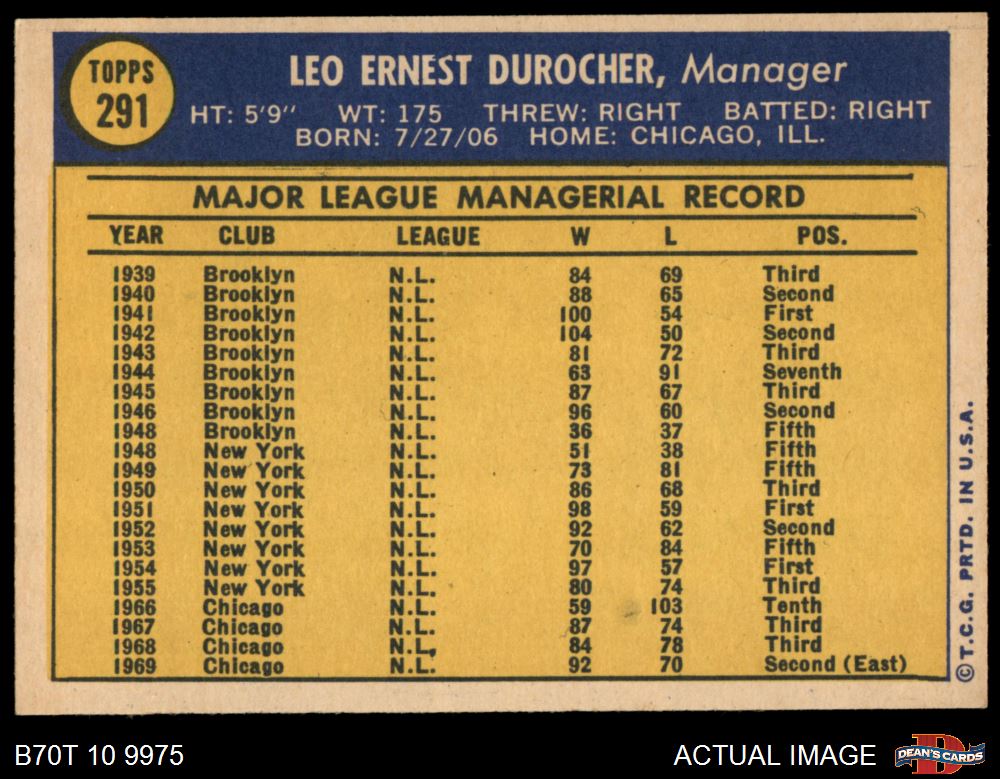 TOPPS
291
LEO ERNEST DUROCHER, Manager
HT: 5'9" WT: 175 THREW: RIGHT BATTED: RIGHT
BORN: 7/27/06 HOME: CHICAGO, ILL.
MAJOR LEAGUE MANAGERIAL RECORD
YEAR CLUB LEAGUE W L POS.
1939 Brooklyn N.L. 84 69 Third
1940 Brooklyn N.L. 88 65 Second
1941 Brooklyn N.L. 100 54 First
1942 Brooklyn N.L. 104 50 Second
1943 Brooklyn N.L. 81 72 Third
1944 Brooklyn N.L. 63 91 Seventh
1945 Brooklyn N.L. 87 67 Third
1946 Brooklyn N.L. 96 60 Second
1948 Brooklyn N.L. 36 37 Fifth
1948 New York N.L. 51 38 Fifth
1949 New York N.L. 73 81 Fifth
1950 New York N.L. 86 68 Third
1951 New York N.L. 98 59 First
1952 New York N.L. 92 62 Second
1953 New York N.L. 70 84 Fifth
1954 New York N.L. 97 57 First
1955 New York N.L. 80 74 Third
1966 Chicago N.L. 59 103 Tenth
1967 Chicago N.L. 87 74 Third
1968 Chicago N.L. 84 78 Third
1969 Chicago N.L. 92 70 Second (East)
©T.C.G. PRTD. IN U.S.A.
B70T 10 9975
ACTUAL IMAGE
D
DEAN'S CARDS